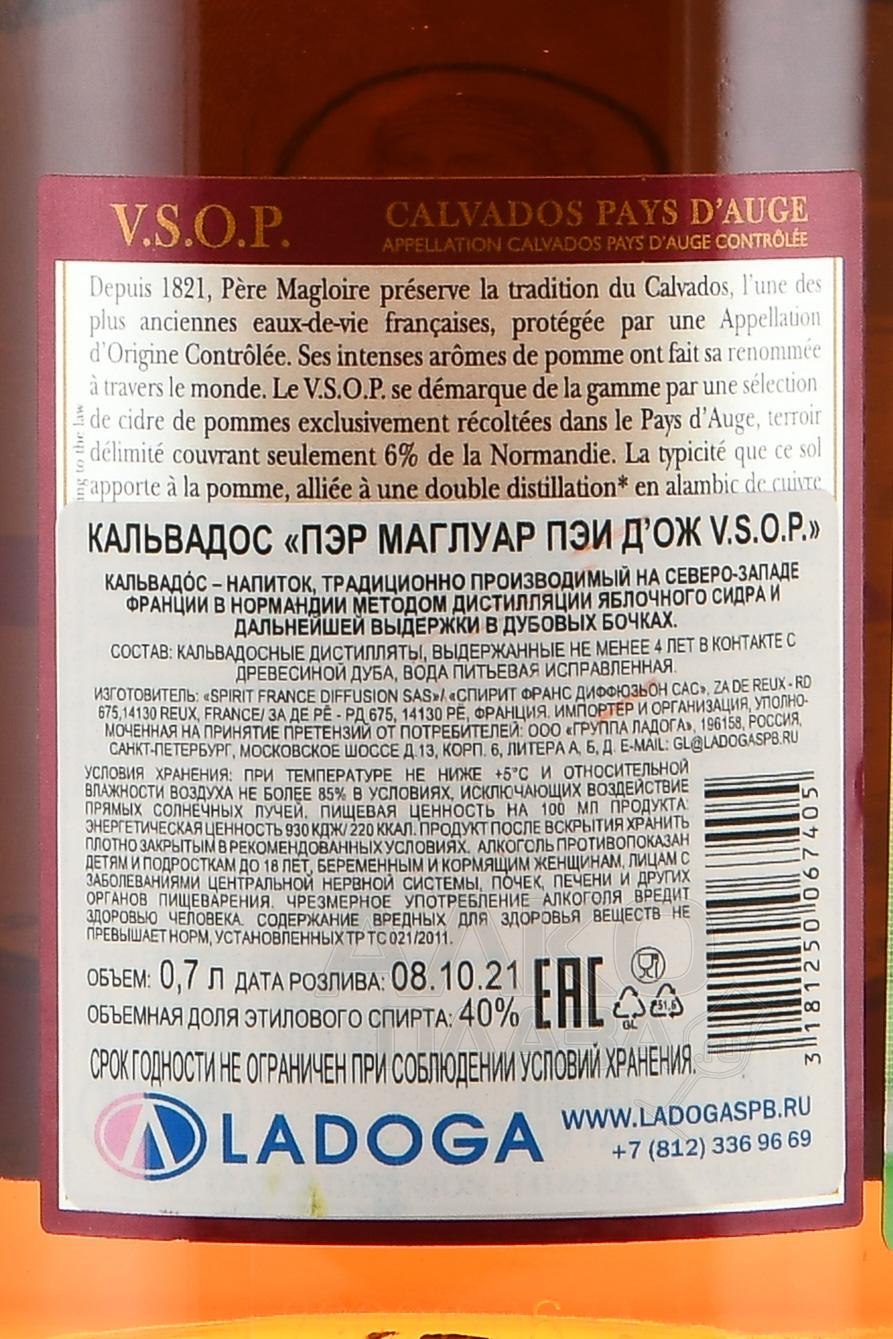 V.S.O.P.
CALVADOS PAYS D'AUGE
APPELLATION CALVADOS PAYS D'AUGE CONTRÔLÉE
Depuis 1821, Père Magloire préserve la tradition du Calvados, l'une des
plus anciennes eaux-de-vie françaises, protégée par une Appellation
d'Origine Contrôlée. Ses intenses arômes de pomme ont fait sa renommée
à travers le monde. Le V.S.O.P. se démarque de la gamme par une sélection
de cidre de pommes exclusivement récoltées dans le Pays d'Auge, terroir
délimité couvrant seulement 6% de la Normandie. La typicité que ce sol
apporte à la pomme, alliée à une double distillation* en alambic de cuivre
to the law
КАЛЬВАДОС «ПЭР МАГЛУАР ПЭИ Д'ОЖ V.S.O.P.»
КАЛЬВАДО́С – НАПИТОК, ТРАДИЦИОННО ПРОИЗВОДИМЫЙ НА СЕВЕРО-ЗАПАДЕ
ФРАНЦИИ В НОРМАНДИИ МЕТОДОМ ДИСТИЛЛЯЦИИ ЯБЛОЧНОГО СИДРА И
ДАЛЬНЕЙШЕЙ ВЫДЕРЖКИ В ДУБОВЫХ БОЧКАХ.
СОСТАВ: КАЛЬВАДОСНЫЕ ДИСТИЛЛЯТЫ, ВЫДЕРЖАННЫЕ НЕ МЕНЕЕ 4 ЛЕТ В КОНТАКТЕ С
ДРЕВЕСИНОЙ ДУБА, ВОДА ПИТЬЕВАЯ ИСПРАВЛЕННАЯ.
ИЗГОТОВИТЕЛЬ: «SPIRIT FRANCE DIFFUSION SAS»/ «СПИРИТ ФРАНС ДИФФЮЗЬОН САС», ZA DE REUX - RD
675,14130 REUX, FRANCE/ ЗА ДЕ РЁ - РД 675, 14130 РЁ, ФРАНЦИЯ. ИМПОРТЕР И ОРГАНИЗАЦИЯ, УПОЛНО-
МОЧЕННАЯ НА ПРИНЯТИЕ ПРЕТЕНЗИЙ ОТ ПОТРЕБИТЕЛЕЙ: ООО «ГРУППА ЛАДОГА», 196158, РОССИЯ,
САНКТ-ПЕТЕРБУРГ, МОСКОВСКОЕ ШОССЕ Д.13, КОРП. 6, ЛИТЕРА А, Б, Д. E-MAIL: GL@LADOGASPB.RU
УСЛОВИЯ ХРАНЕНИЯ: ПРИ ТЕМПЕРАТУРЕ НЕ НИЖЕ +5°С И ОТНОСИТЕЛЬНОЙ
ВЛАЖНОСТИ ВОЗДУХА НЕ БОЛЕЕ 85% В УСЛОВИЯХ, ИСКЛЮЧАЮЩИХ ВОЗДЕЙСТВИЕ
ПРЯМЫХ СОЛНЕЧНЫХ ЛУЧЕЙ. ПИЩЕВАЯ ЦЕННОСТЬ НА 100 МЛ ПРОДУКТА:
ЭНЕРГЕТИЧЕСКАЯ ЦЕННОСТЬ 930 КДЖ/ 220 ККАЛ. ПРОДУКТ ПОСЛЕ ВСКРЫТИЯ ХРАНИТЬ
ПЛОТНО ЗАКРЫТЫМ В РЕКОМЕНДОВАННЫХ УСЛОВИЯХ. АЛКОГОЛЬ ПРОТИВОПОКАЗАН
ДЕТЯМ И ПОДРОСТКАМ ДО 18 ЛЕТ, БЕРЕМЕННЫМ И КОРМЯЩИМ ЖЕНЩИНАМ, ЛИЦАМ С
ЗАБОЛЕВАНИЯМИ ЦЕНТРАЛЬНОЙ НЕРВНОЙ СИСТЕМЫ, ПОЧЕК, ПЕЧЕНИ И ДРУГИХ
ОРГАНОВ ПИЩЕВАРЕНИЯ. ЧРЕЗМЕРНОЕ УПОТРЕБЛЕНИЕ АЛКОГОЛЯ ВРЕДИТ
ЗДОРОВЬЮ ЧЕЛОВЕКА. СОДЕРЖАНИЕ ВРЕДНЫХ ДЛЯ ЗДОРОВЬЯ ВЕЩЕСТВ НЕ
ПРЕВЫШАЕТ НОРМ, УСТАНОВЛЕННЫХ ТР ТС 021/2011.
ОБЪЕМ: 0,7 Л ДАТА РОЗЛИВА: 08.10.21
ОБЪЕМНАЯ ДОЛЯ ЭТИЛОВОГО СПИРТА: 40%
EAC
GL
51,6
3181250067405
СРОК ГОДНОСТИ НЕ ОГРАНИЧЕН ПРИ СОБЛЮДЕНИИ УСЛОВИЙ ХРАНЕНИЯ.
LADOGA
WWW.LADOGASPB.RU
+7 (812) 336 96 69